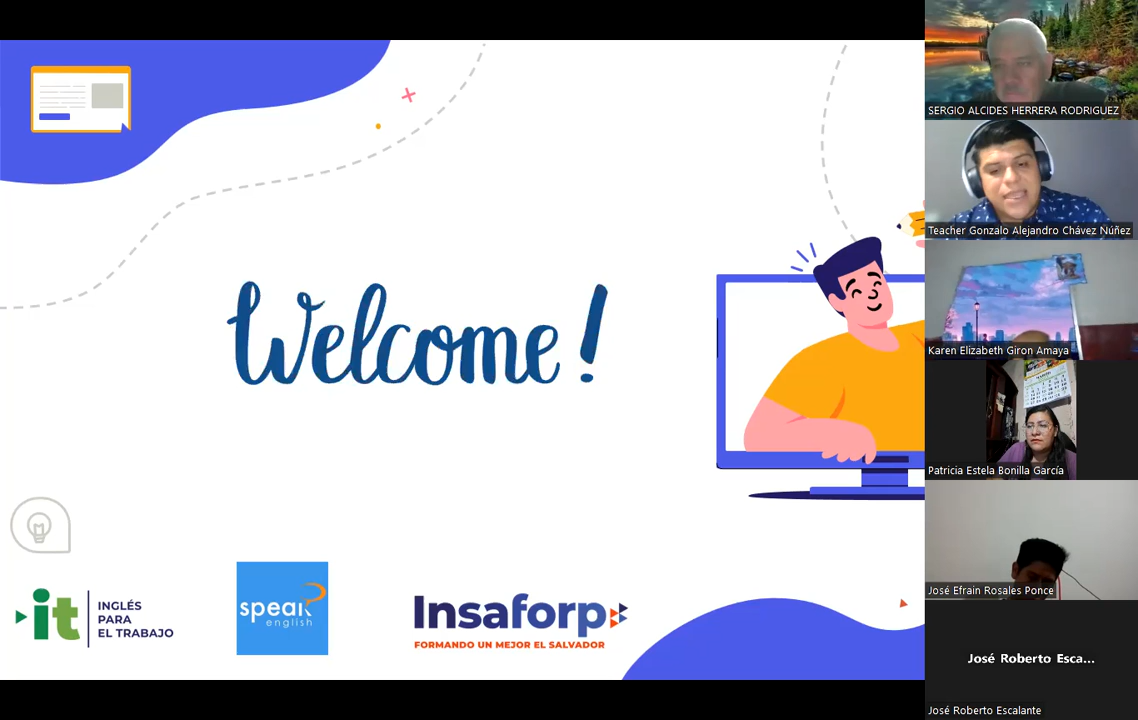 Welcome!
it
INGLÉS
PARA
EL TRABAJO
speak
english
Insaforp
FORMANDO UN MEJOR EL SALVADOR
SERGIO ALCIDES HERRERA RODRIGUEZ
Teacher Gonzalo Alejandro Chávez Núñez
Karen Elizabeth Giron Amaya
Patricia Estela Bonilla García
José Efrain Rosales Ponce
José Roberto Esca...
José Roberto Escalante